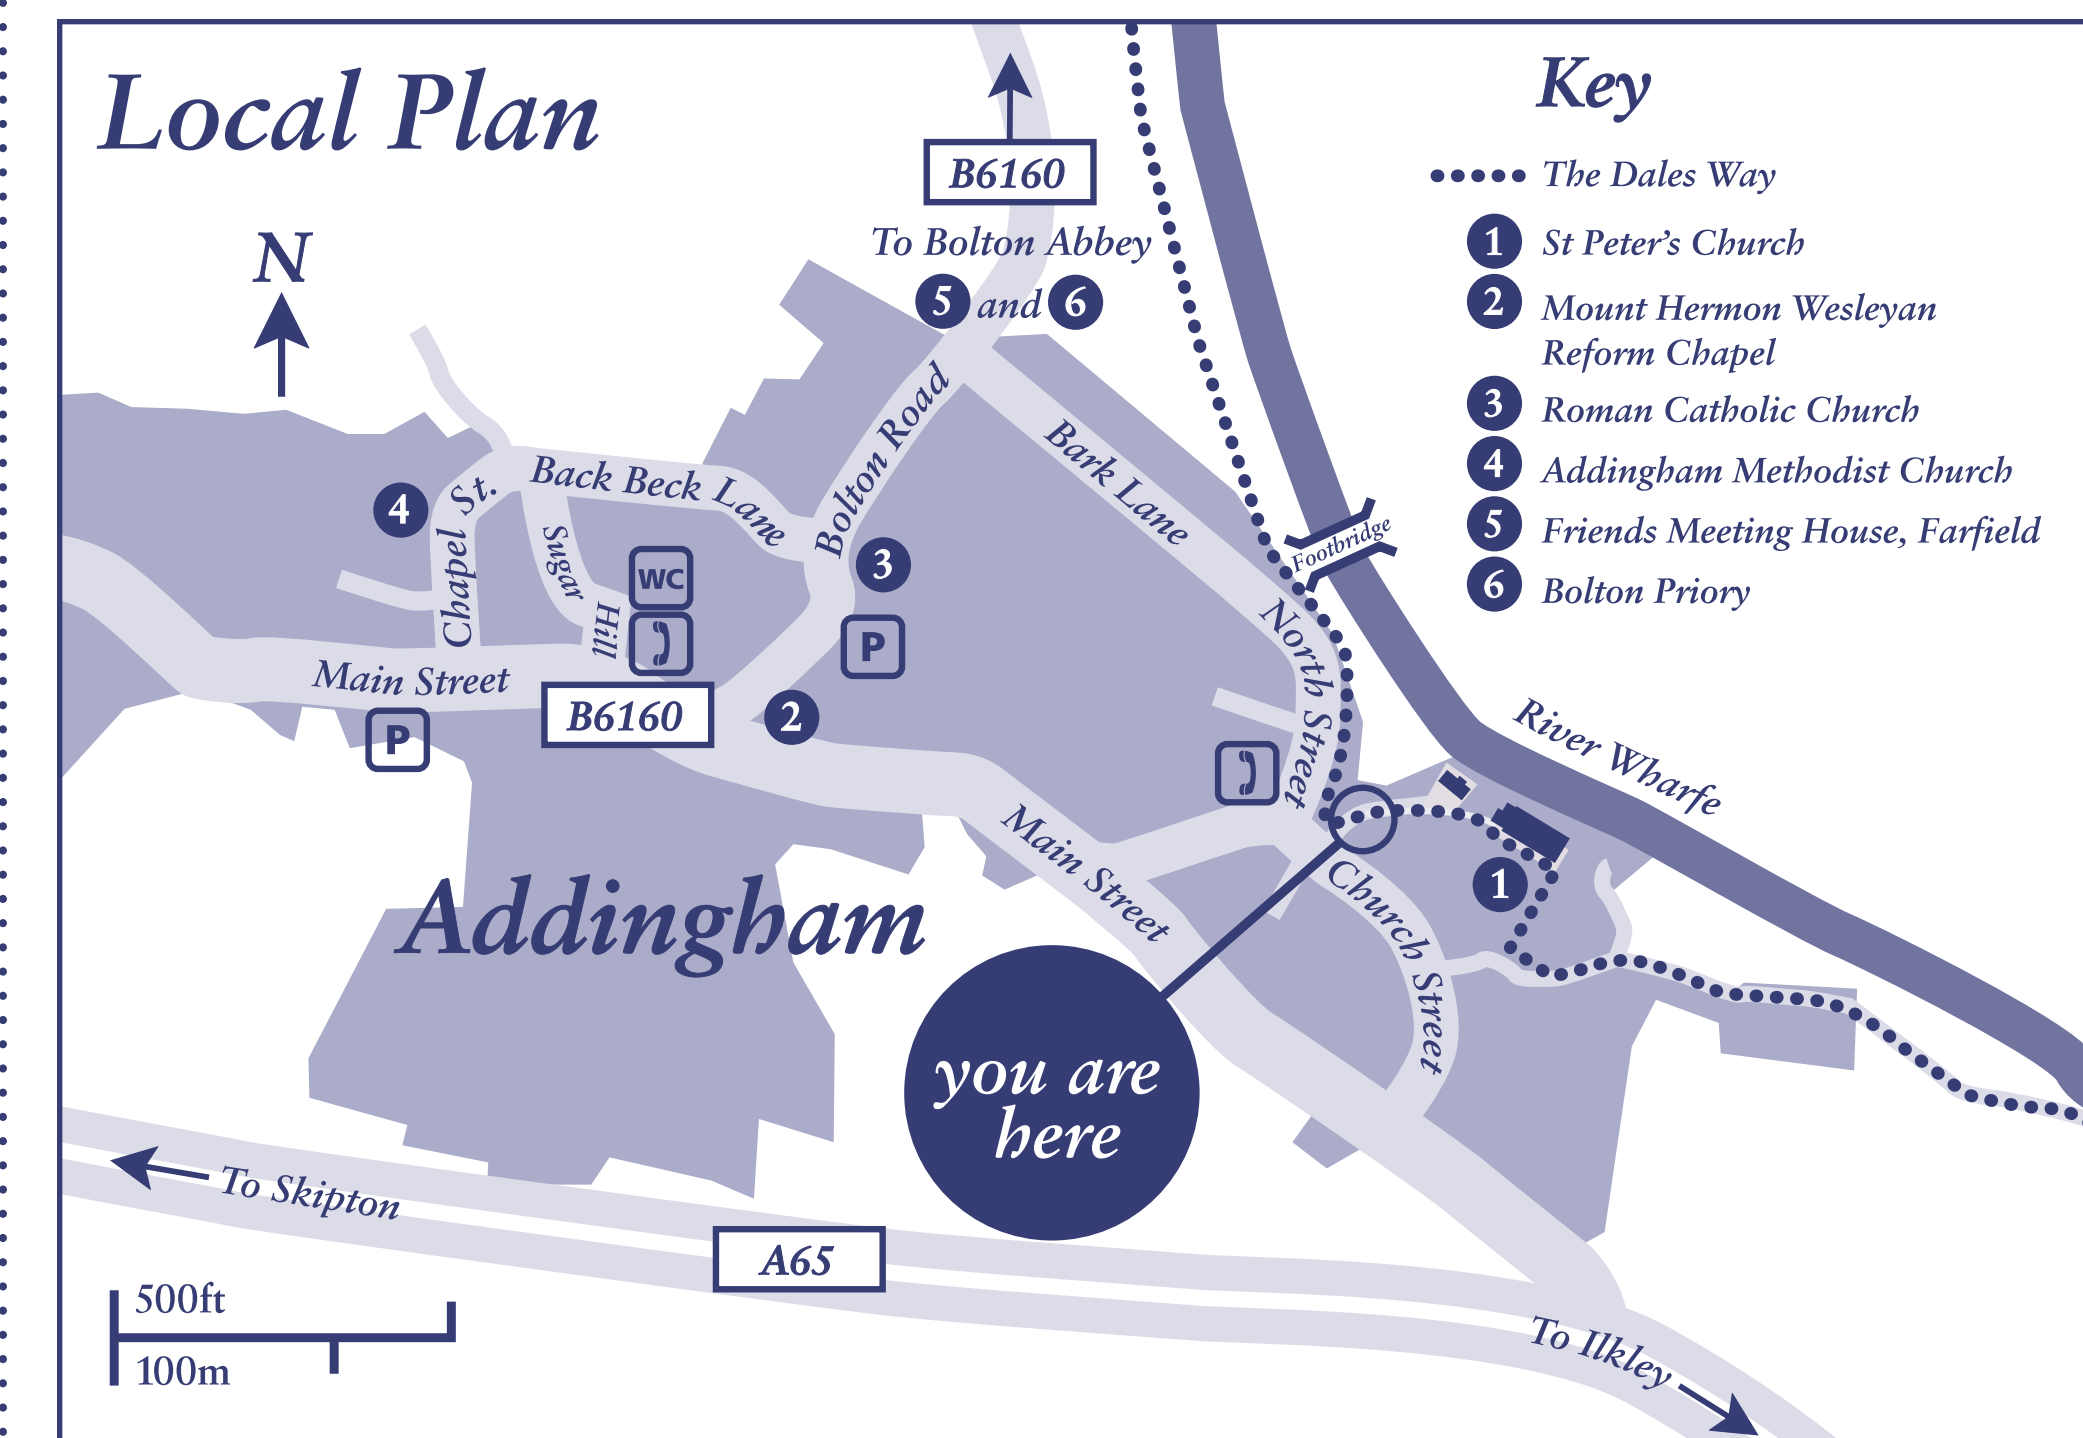 Local Plan
N
B6160
To Bolton Abbey
5 and 6
Key
The Dales Way
1 St Peter's Church
2 Mount Hermon Wesleyan
Reform Chapel
3 Roman Catholic Church
4 Addingham Methodist Church
5 Friends Meeting House, Farfield
6 Bolton Priory
Bolton Road
Bark Lane
Back Beck Lane
4
Chapel St.
Sugar Hill
WC
3
P
Footbridge
North Street
Main Street
P
B6160
2
River Wharfe
Main Street
Church Street
1
Addingham
you are
here
To Skipton
A65
To Ilkley
500ft
100m